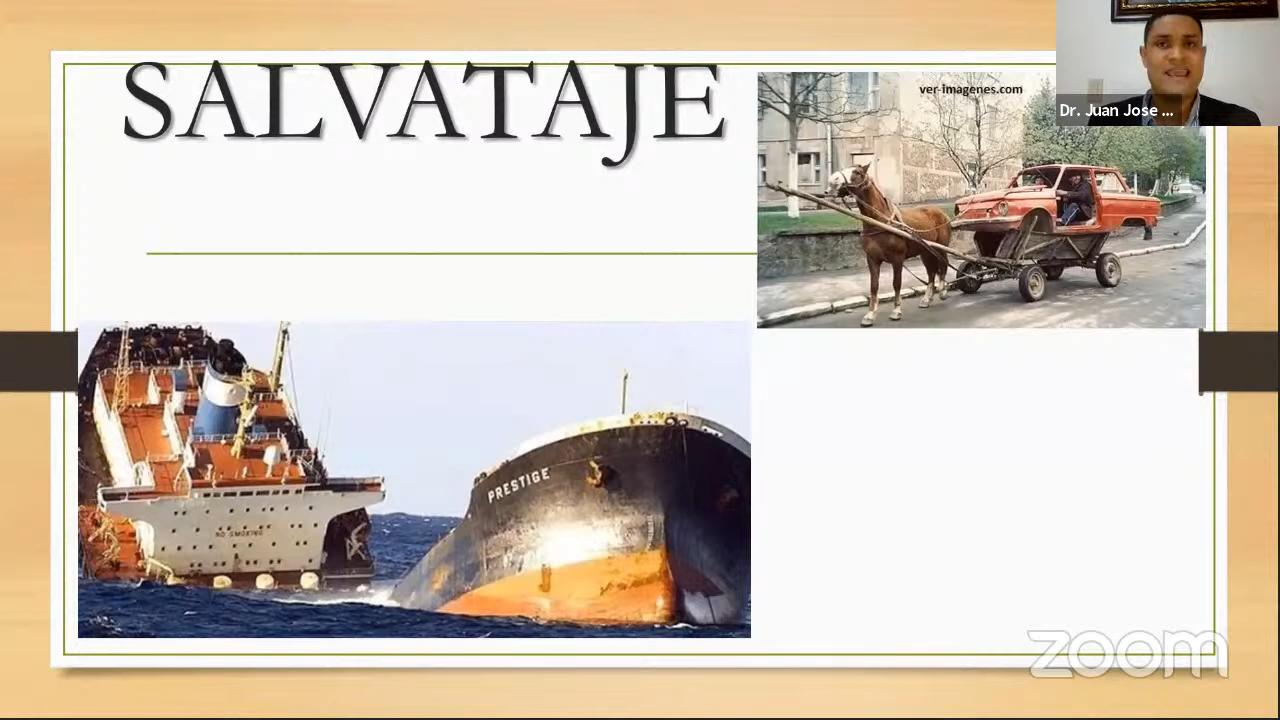 SALVATAJE
ver-imagenes.com
Dr. Juan Jose ...
PRESTIGE
NO SMOKING
zoom